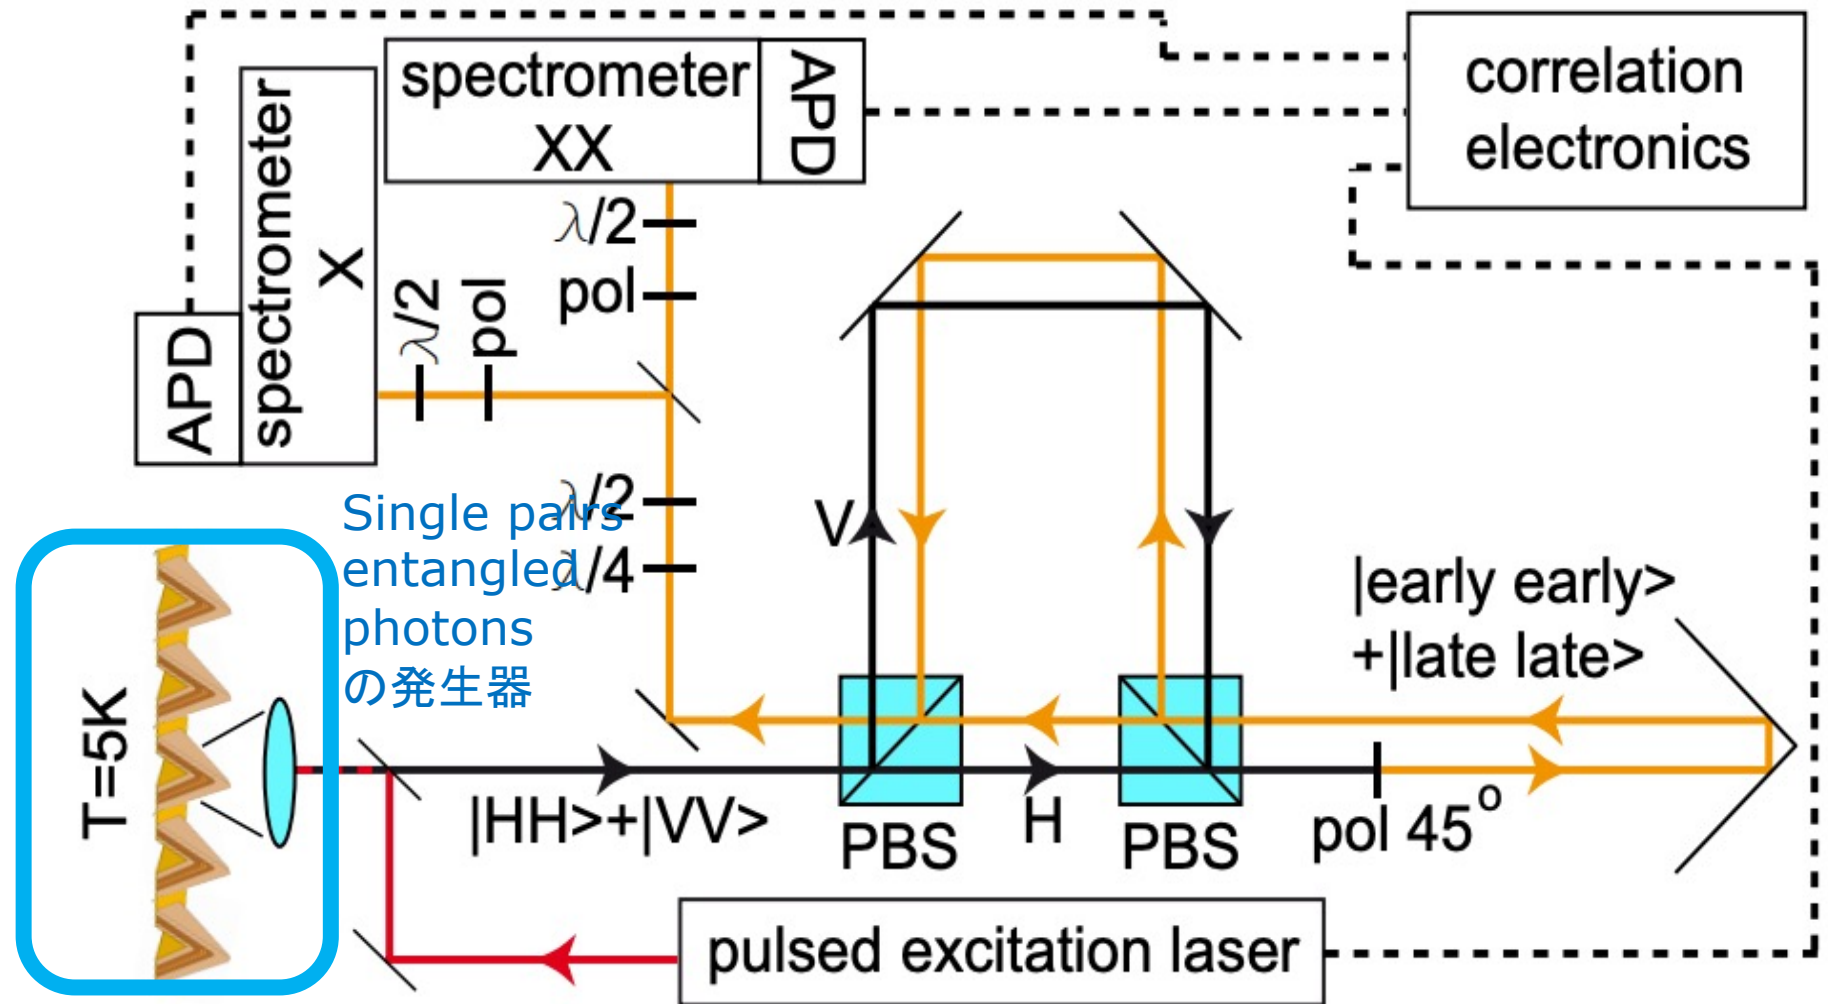 spectrometer
XX
APD
correlation
electronics
spectrometer
X
APD
λ/2
pol
λ/2
pol
λ/2
λ/4
Single pairs
entangled
photons
の発生器
T=5K
V
|early early>
+|late late>
|HH>+|VV>
PBS
H
PBS
pol 45°
pulsed excitation laser